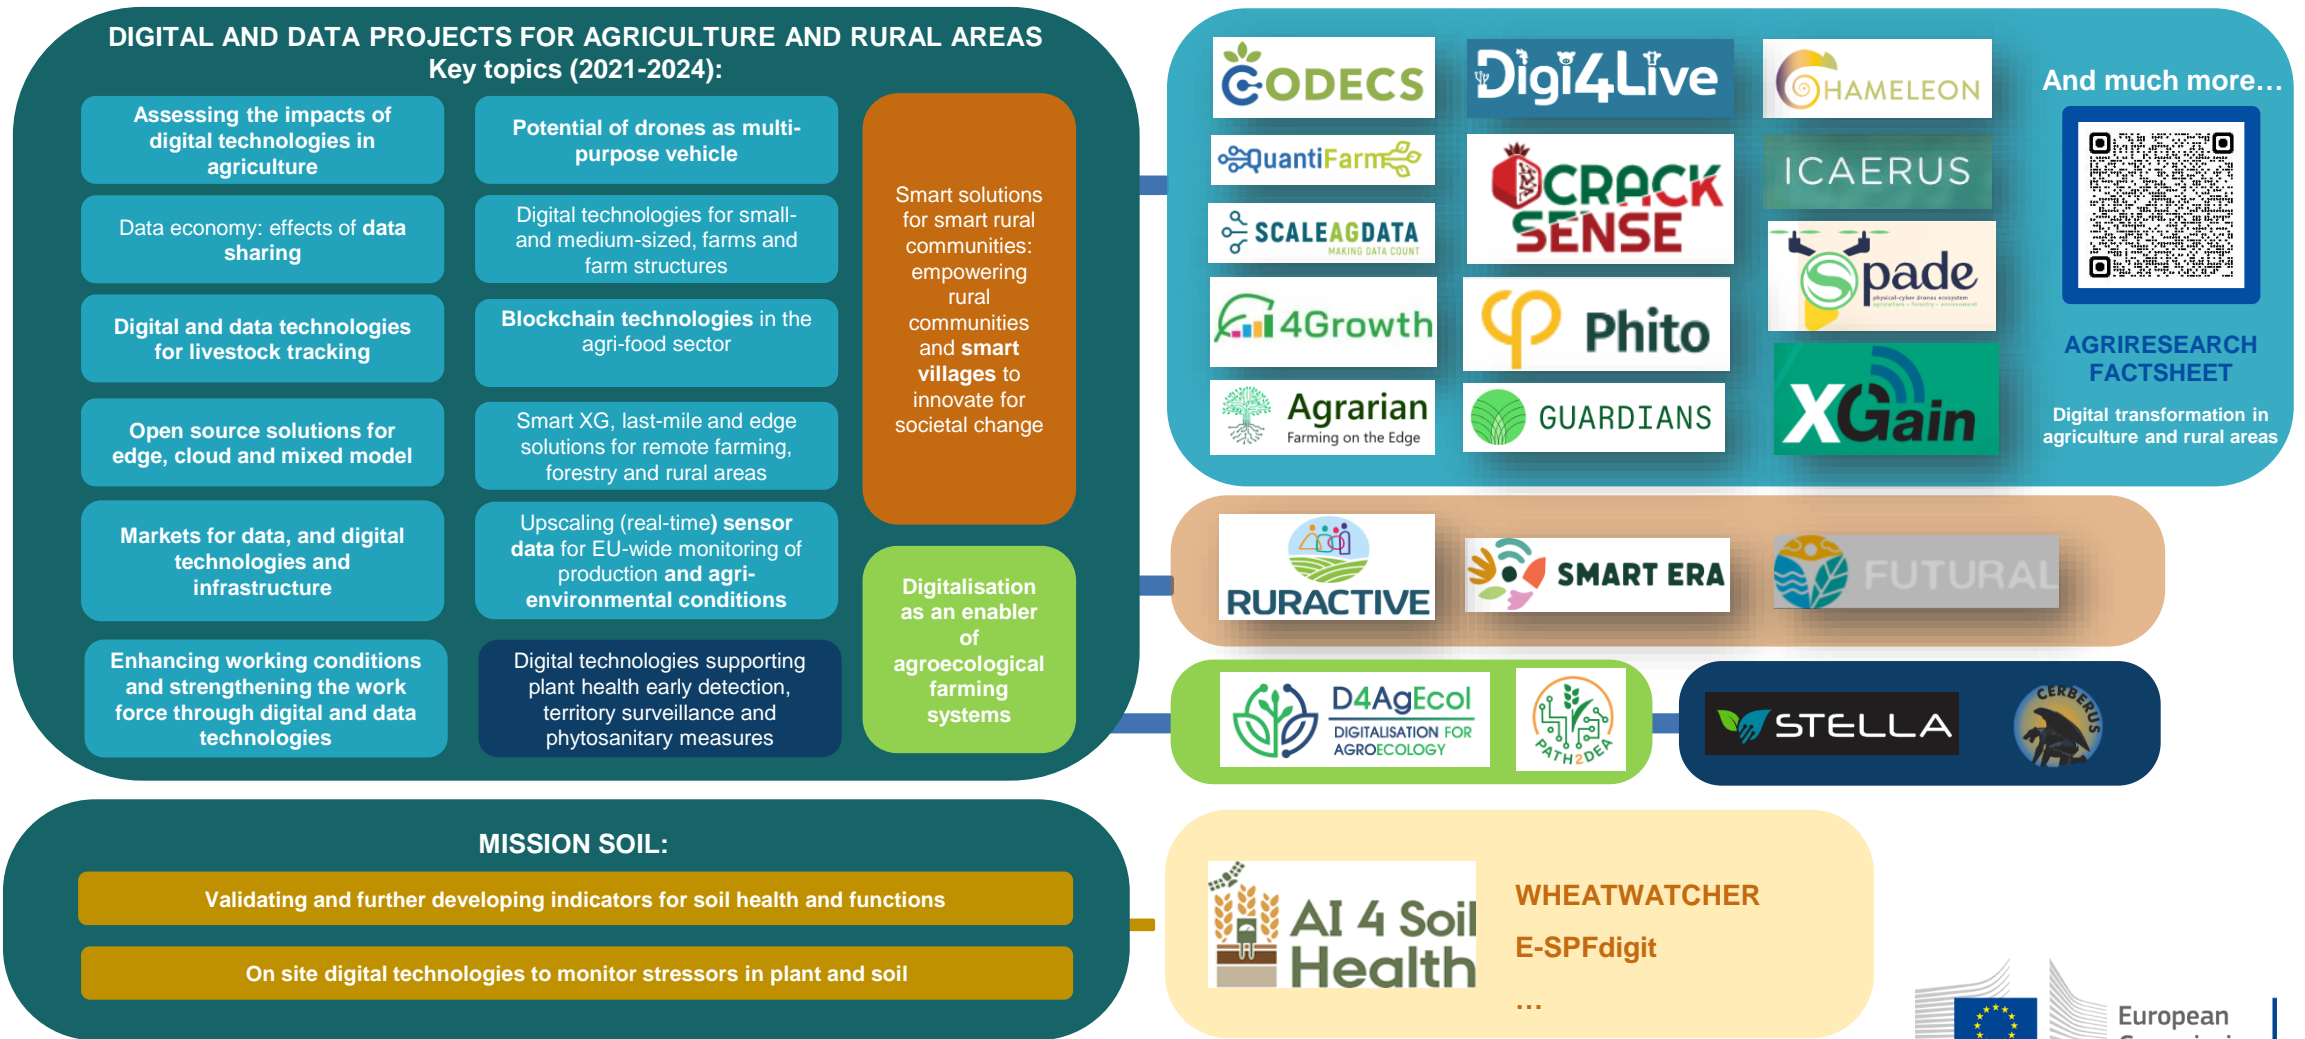 DIGITAL AND DATA PROJECTS FOR AGRICULTURE AND RURAL AREAS
Key topics (2021-2024):
Assessing the impacts of
digital technologies in
agriculture
Data economy: effects of data
sharing
Digital and data technologies
for livestock tracking
Open source solutions for
edge, cloud and mixed model
Markets for data, and digital
technologies and
infrastructure
Enhancing working conditions
and strengthening the work
force through digital and data
technologies
Potential of drones as multi-
purpose vehicle
Digital technologies for small-
and medium-sized, farms and
farm structures
Blockchain technologies in the
agri-food sector
Smart XG, last-mile and edge
solutions for remote farming,
forestry and rural areas
Upscaling (real-time) sensor
data for EU-wide monitoring of
production and agri-
environmental conditions
Digital technologies supporting
plant health early detection,
territory surveillance and
phytosanitary measures
Smart solutions
for smart rural
communities:
empowering
rural
communities
and smart
villages to
innovate for
societal change
Digitalisation
as an enabler
of
agroecological
farming
systems
CODECS
QuantiFarm
SCALEAGDATA
MAKING DATA COUNT
4Growth
Agrarian
Farming on the Edge
Digi4Live
CRACK
SENSE
Phito
GUARDIANS
CHAMELEON
ICAERUS
Spade
physical-cyber drones ecosystem
agriculture - forestry - environment
XGain
And much more...
AGRIRESEARCH
FACTSHEET
Digital transformation in
agriculture and rural areas
RURACTIVE
SMART ERA
FUTURAL
D4AgEcol
DIGITALISATION FOR
AGROECOLOGY
PATH2DEA
STELLA
CERBERUS
MISSION SOIL:
Validating and further developing indicators for soil health and functions
On site digital technologies to monitor stressors in plant and soil
AI 4 Soil
Health
WHEATWATCHER
E-SPFdigit
...
European